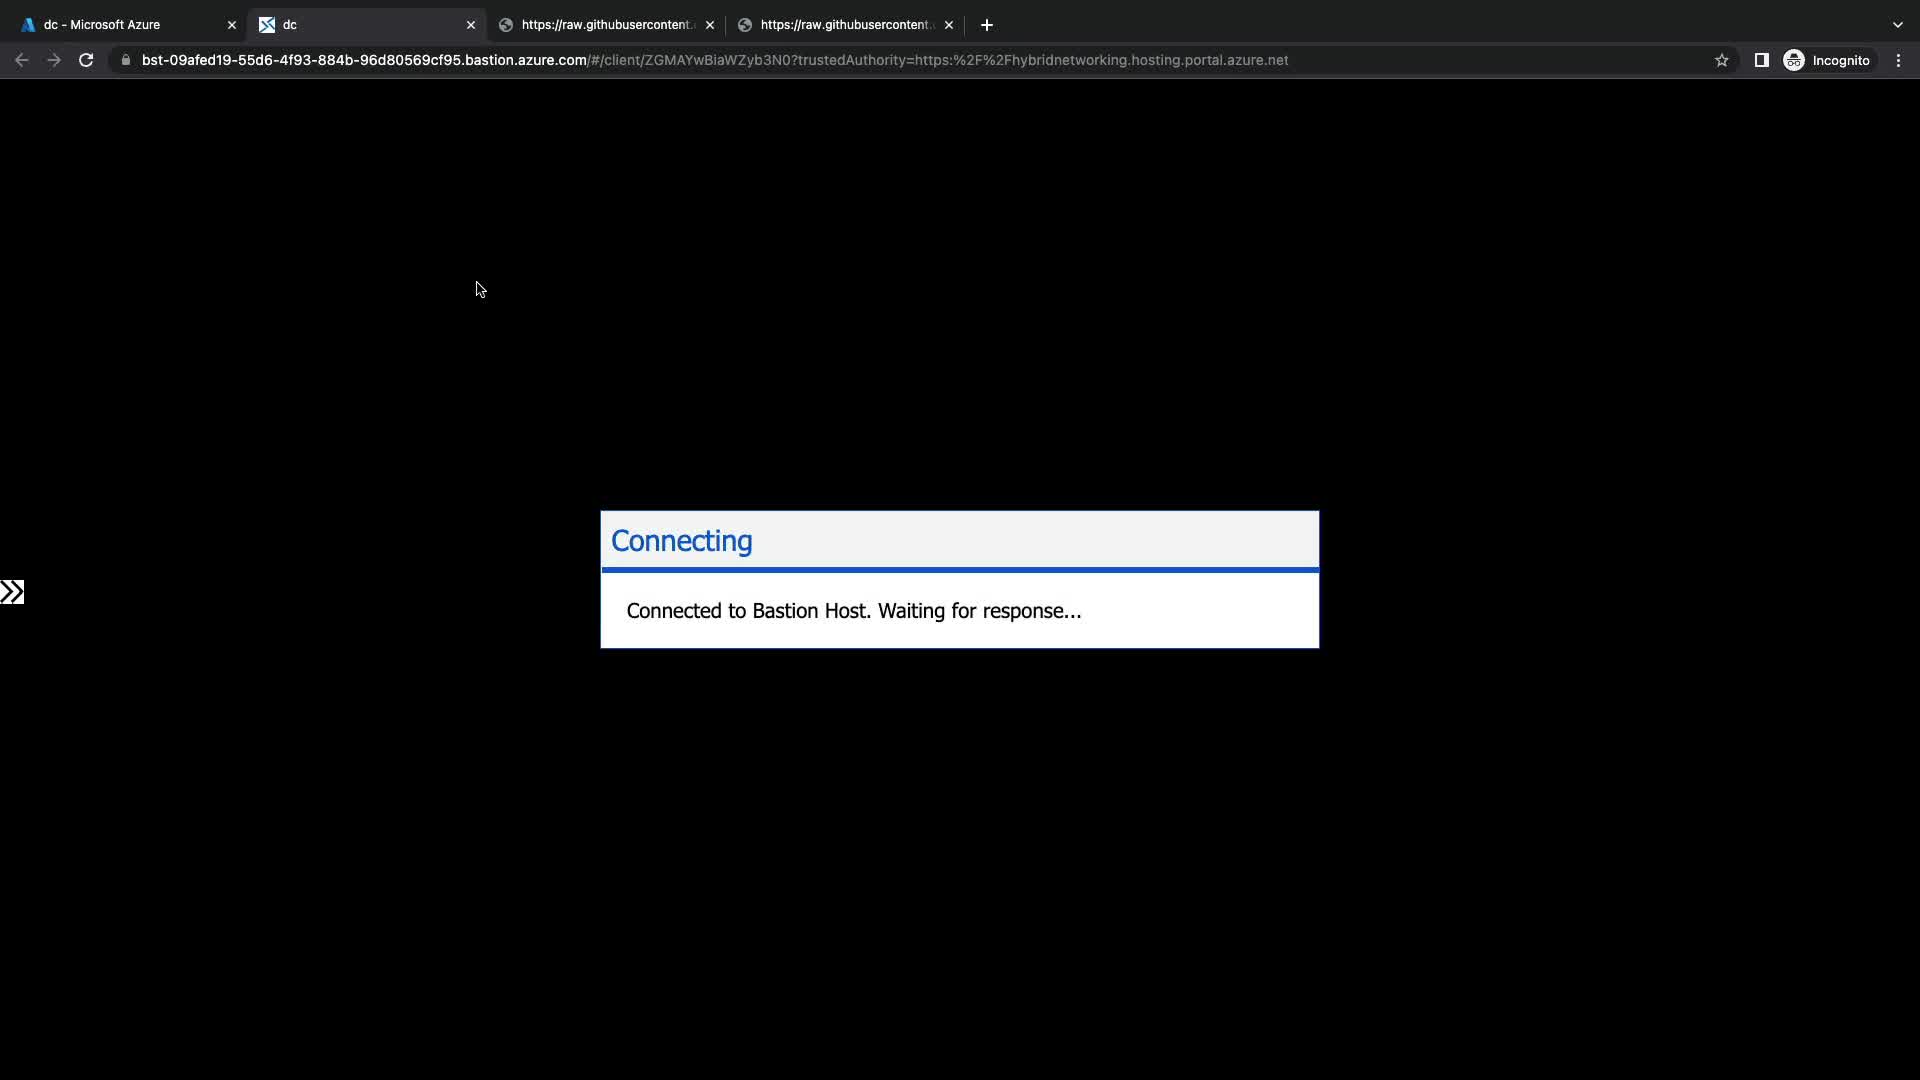 dc - Microsoft Azure
dc
https://raw.githubusercontent.
https://raw.githubusercontent.
bst-09afed19-55d6-4f93-884b-96d80569cf95.bastion.azure.com/#/client/ZGMAYwBiaWZyb3N0?trustedAuthority=https:%2F%2Fhybridnetworking.hosting.portal.azure.net
Incognito
Connecting
Connected to Bastion Host. Waiting for response...